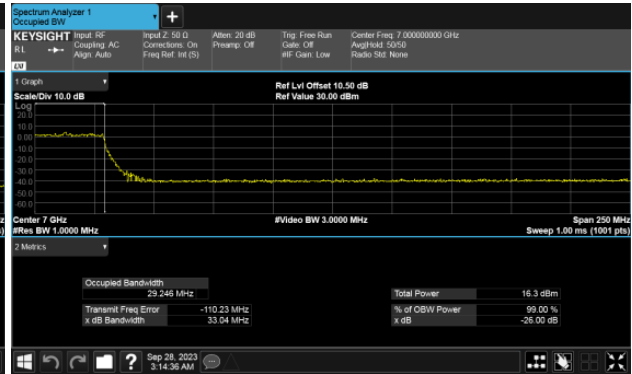 Spectrum Analyzer 1
Occupied BW
+
KEYSIGHT
RL
Input: RF
Coupling: AC
Align: Auto
Input Z: 50 Ω
Corrections: On
Freq Ref: Int (S)
Atten: 20 dB
Preamp: Off
Trig: Free Run
Gate: Off
#IF Gain: Low
Center Freq: 7.000000000 GHz
Avg|Hold: 50/50
Radio Std: None
LXI
1 Graph
Scale/Div 10.0 dB
Ref Lvl Offset 10.50 dB
Ref Value 30.00 dBm
Log
20.0
10.0
0.00
-10.0
-20.0
-30.0
-40.0
-50.0
-60.0
Center 7 GHz
#Video BW 3.0000 MHz
Span 250 MHz
#Res BW 1.0000 MHz
Sweep 1.00 ms (1001 pts)
2 Metrics
Occupied Bandwidth
29.246 MHz
Total Power 16.3 dBm
Transmit Freq Error -110.23 MHz
% of OBW Power 99.00 %
x dB Bandwidth 33.04 MHz
x dB -26.00 dB
?
Sep 28, 2023
3:14:36 AM